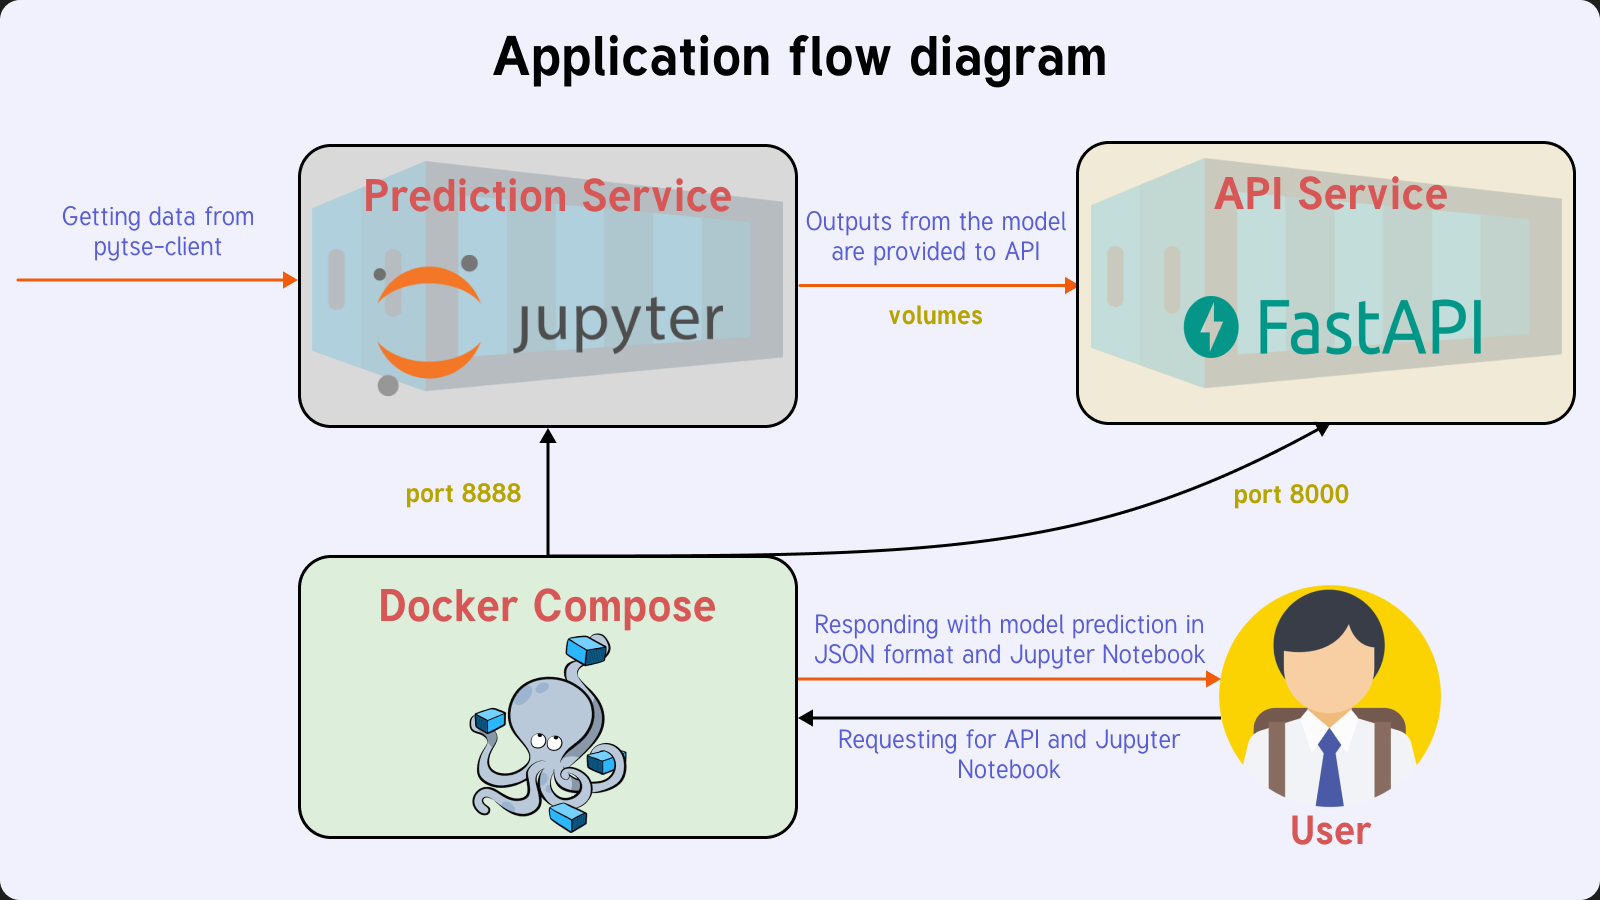 Application flow diagram
Getting data from
pytse-client
Prediction Service
jupyter
Outputs from the model
are provided to API
volumes
API Service
FastAPI
port 8888
port 8000
Docker Compose
Responding with model prediction in
JSON format and Jupyter Notebook
Requesting for API and Jupyter
Notebook
User